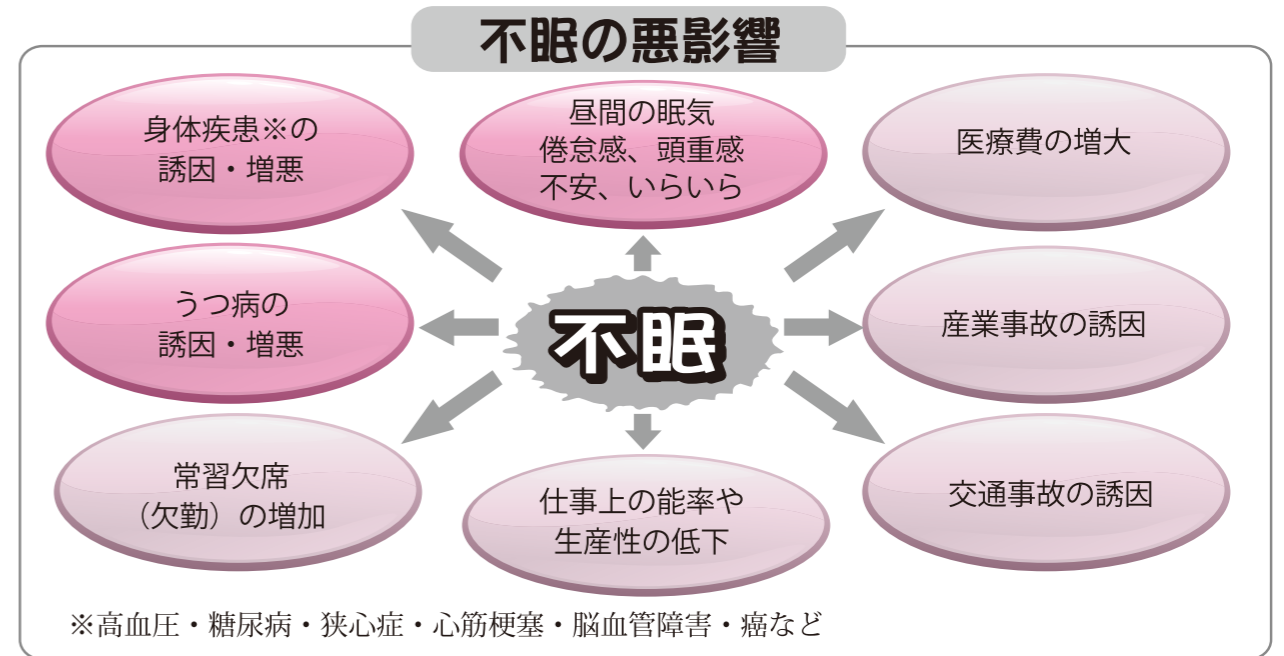 不眠の悪影響
身体疾患※の
誘因・増悪
昼間の眠気
倦怠感、頭重感
不安、いらいら
医療費の増大
うつ病の
誘因・増悪
不眠
産業事故の誘因
常習欠席
（欠勤）の増加
仕事上の能率や
生産性の低下
交通事故の誘因
※高血圧・糖尿病・狭心症・心筋梗塞・脳血管障害・癌など